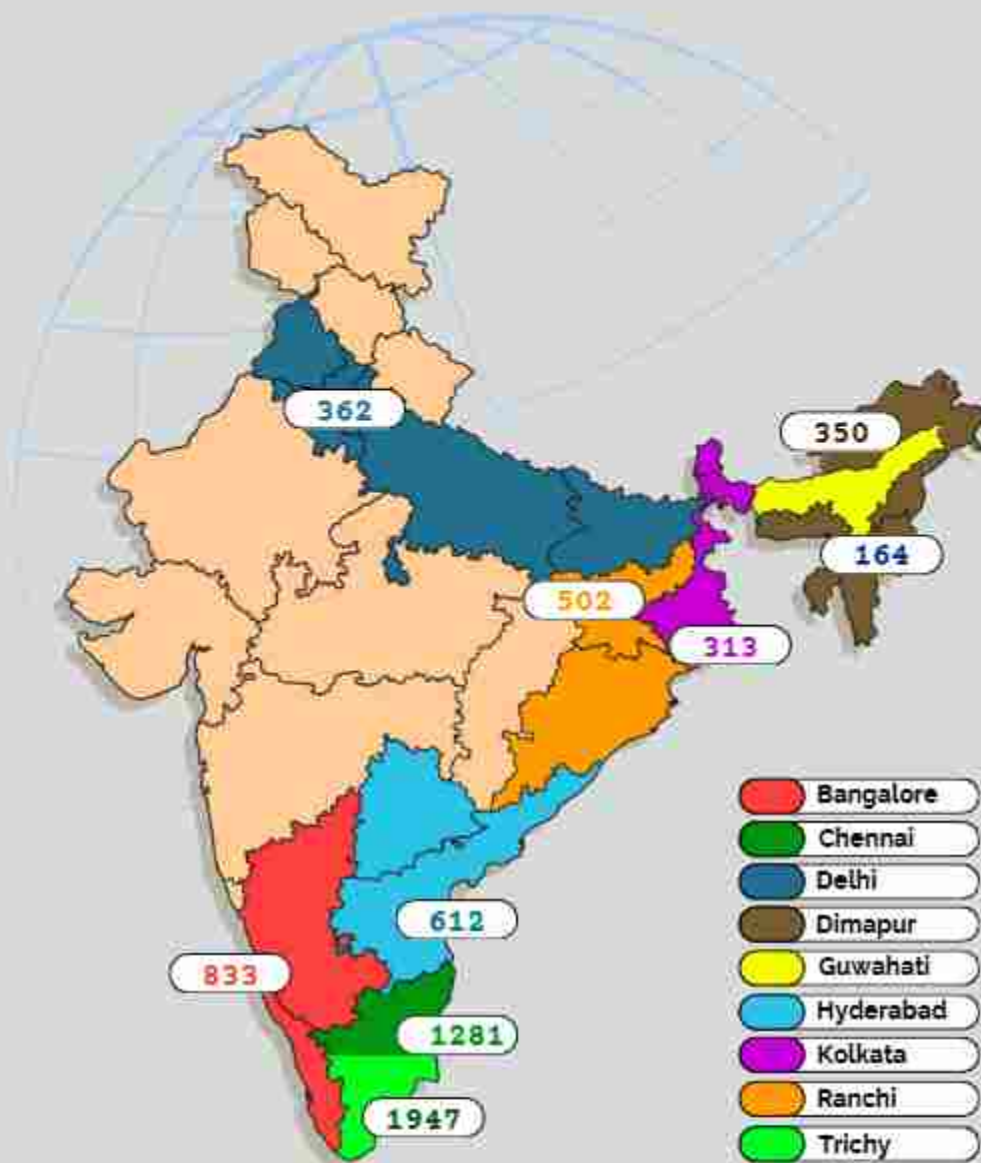 362
350
164
502
313
612
833
1281
1947
Bangalore
Chennai
Delhi
Dimapur
Guwahati
Hyderabad
Kolkata
Ranchi
Trichy